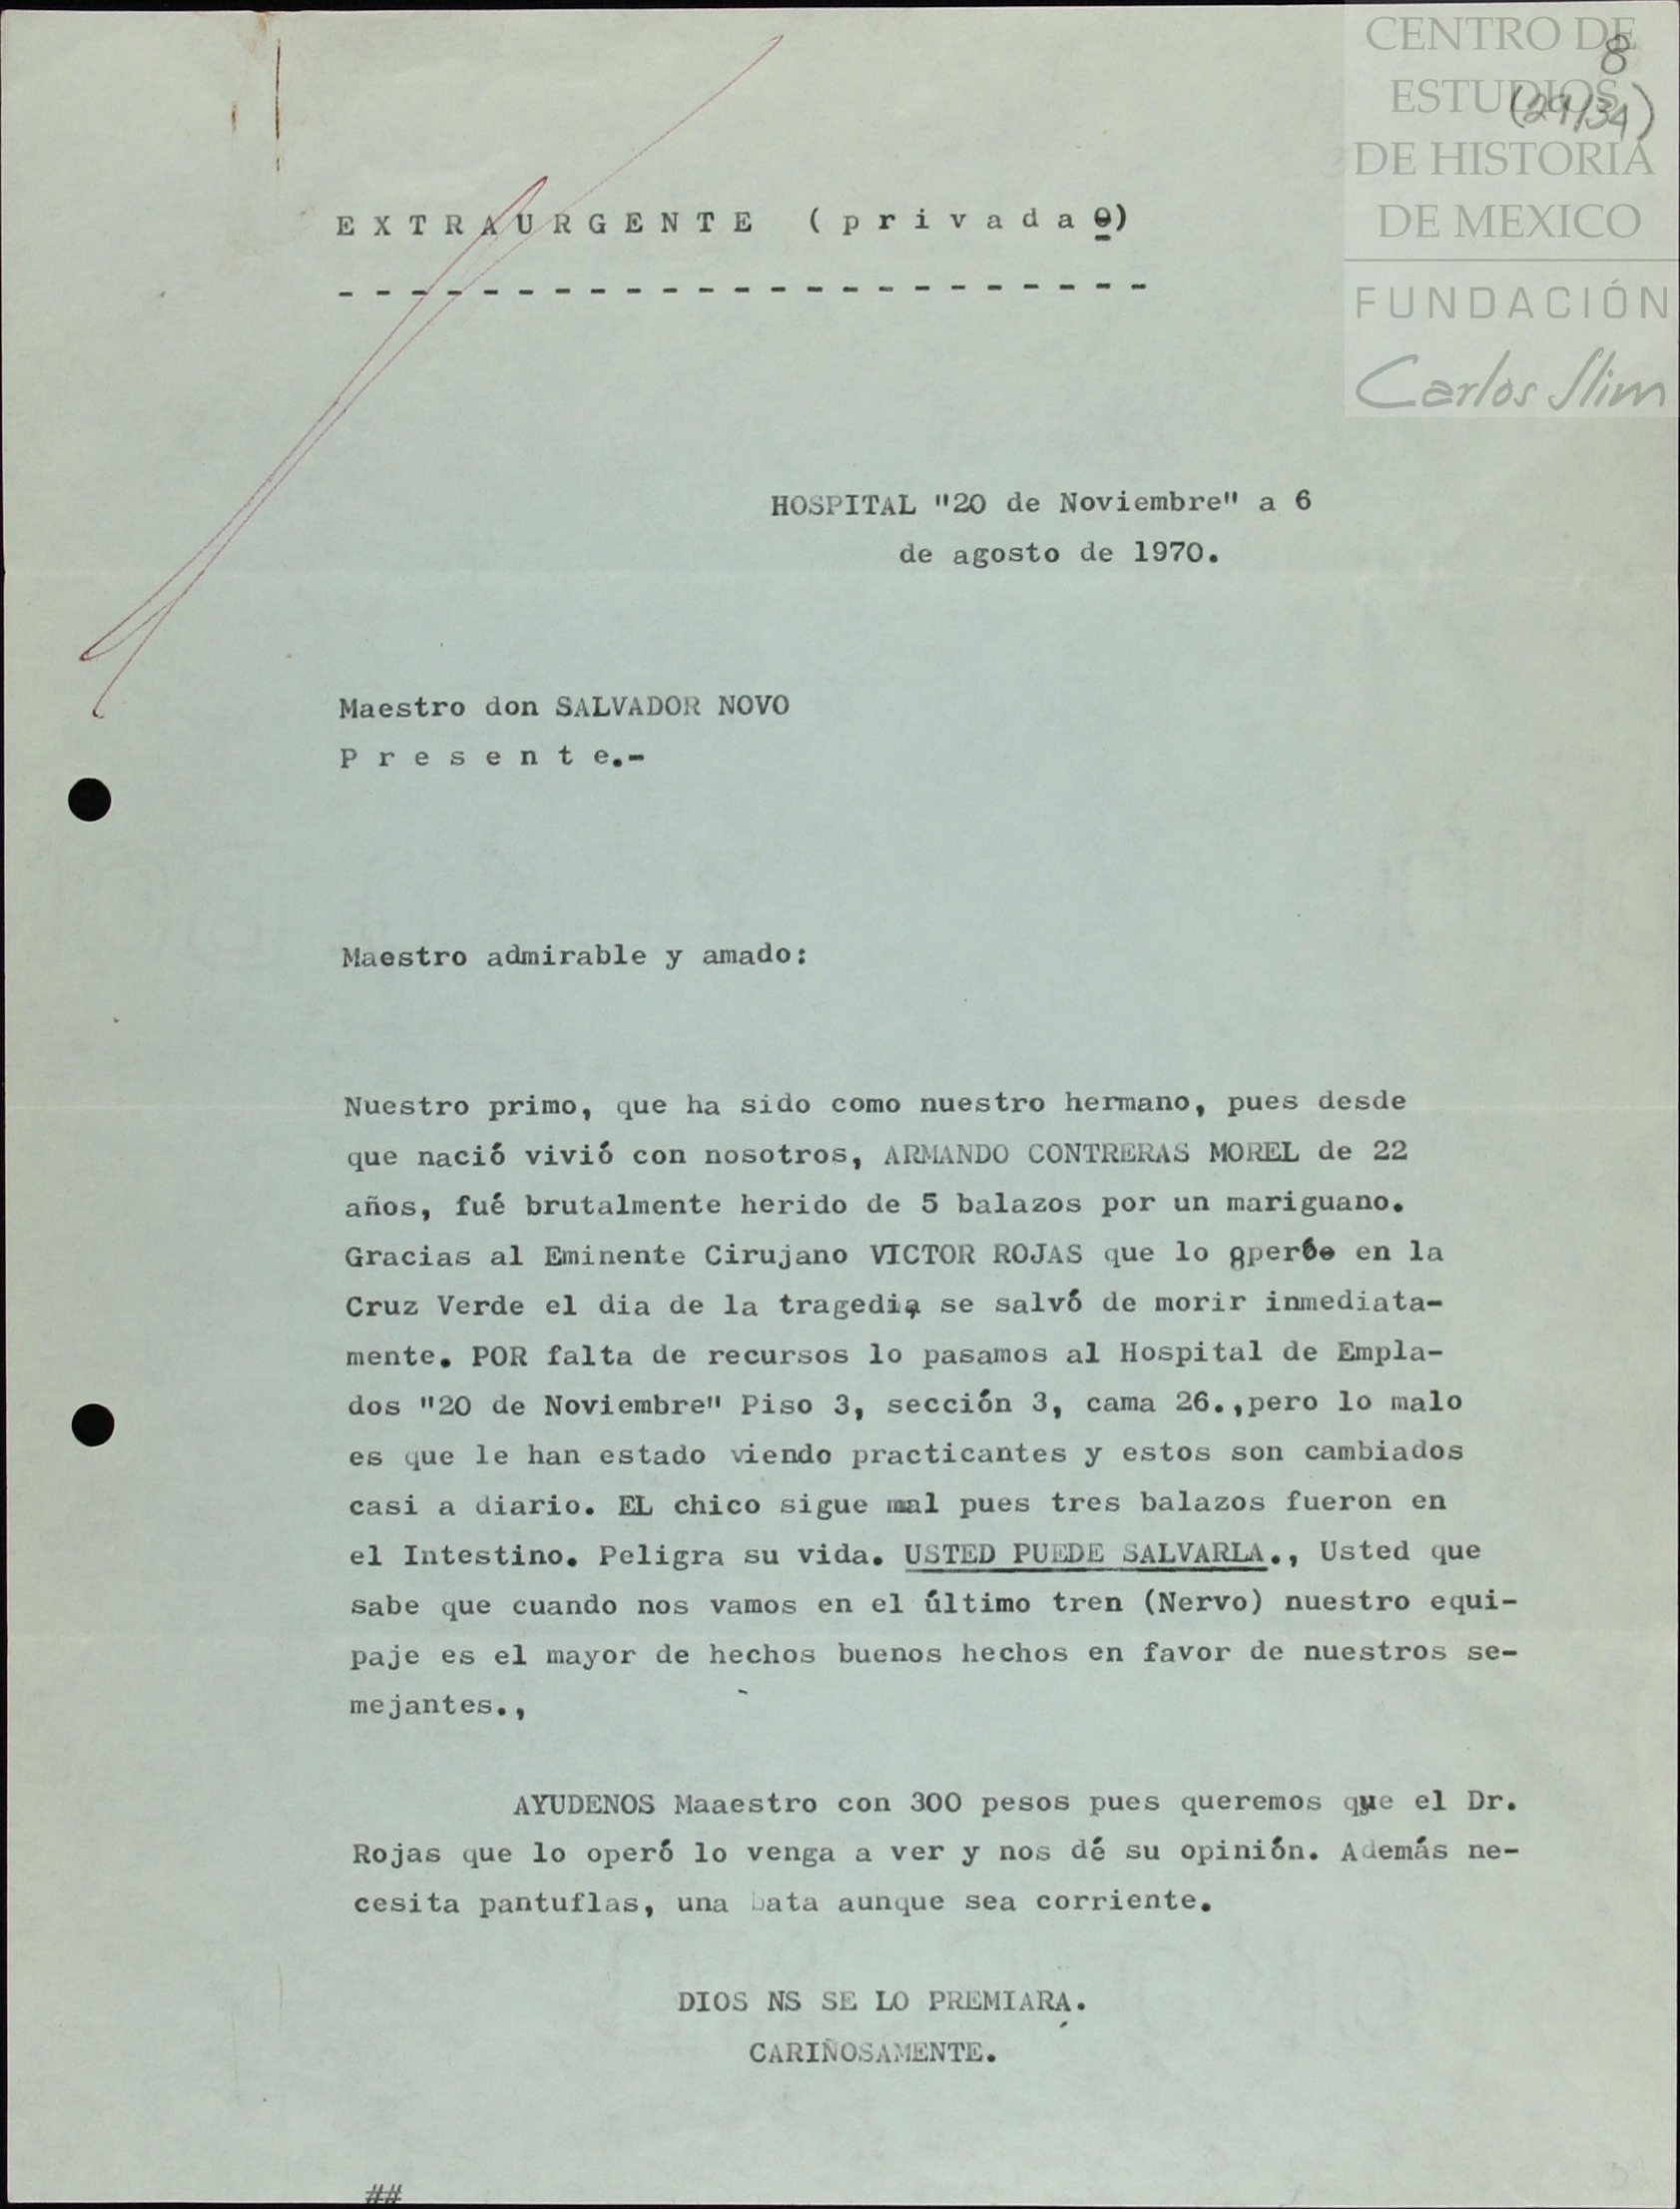 CENTRO DE
ESTUDIOS
DE HISTORIA
DE MEXICO
FUNDACIÓN
Carlos Slim
8
(29/34)
EXTRAURGENTE (privada)
- - - - - - - - - - - - - - - - - - - - - - -
HOSPITAL "20 de Noviembre" a 6
de agosto de 1970.
Maestro don SALVADOR NOVO
P r e s e n t e.-
Maestro admirable y amado:
Nuestro primo, que ha sido como nuestro hermano, pues desde
que nació vivió con nosotros, ARMANDO CONTRERAS MOREL de 22
años, fué brutalmente herido de 5 balazos por un mariguano.
Gracias al Eminente Cirujano VICTOR ROJAS que lo operóe en la
Cruz Verde el dia de la tragedia, se salvó de morir inmediata-
mente. POR falta de recursos lo pasamos al Hospital de Empla-
dos "20 de Noviembre" Piso 3, sección 3, cama 26.,pero lo malo
es que le han estado viendo practicantes y estos son cambiados
casi a diario. EL chico sigue mal pues tres balazos fueron en
el Intestino. Peligra su vida. USTED PUEDE SALVARLA., Usted que
sabe que cuando nos vamos en el último tren (Nervo) nuestro equi-
paje es el mayor de hechos buenos hechos en favor de nuestros se-
mejantes.,
AYUDENOS Maaestro con 300 pesos pues queremos que el Dr.
Rojas que lo operó lo venga a ver y nos dé su opinión. Además ne-
cesita pantuflas, una bata aunque sea corriente.
DIOS NS SE LO PREMIARA.
CARIÑOSAMENTE.
##